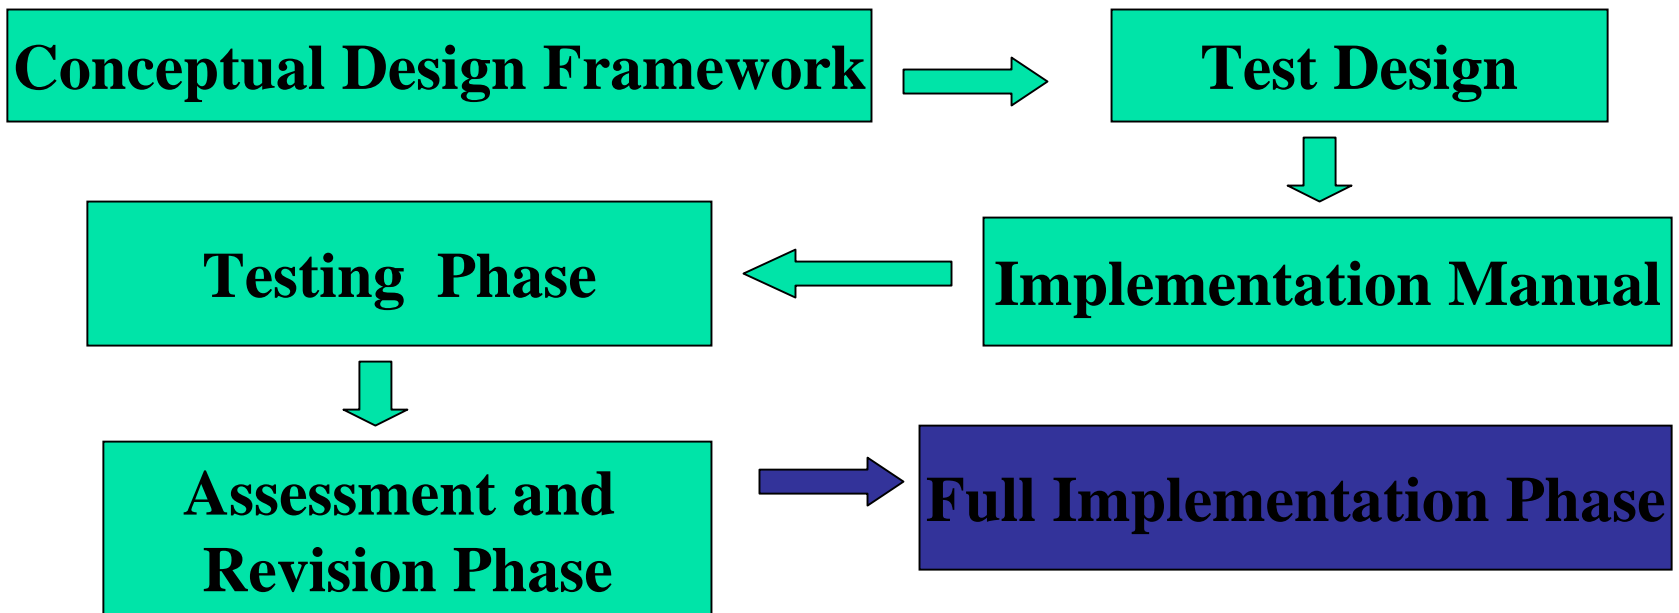 Conceptual Design Framework
Test Design
Implementation Manual
Testing Phase
Assessment and
Revision Phase
Full Implementation Phase